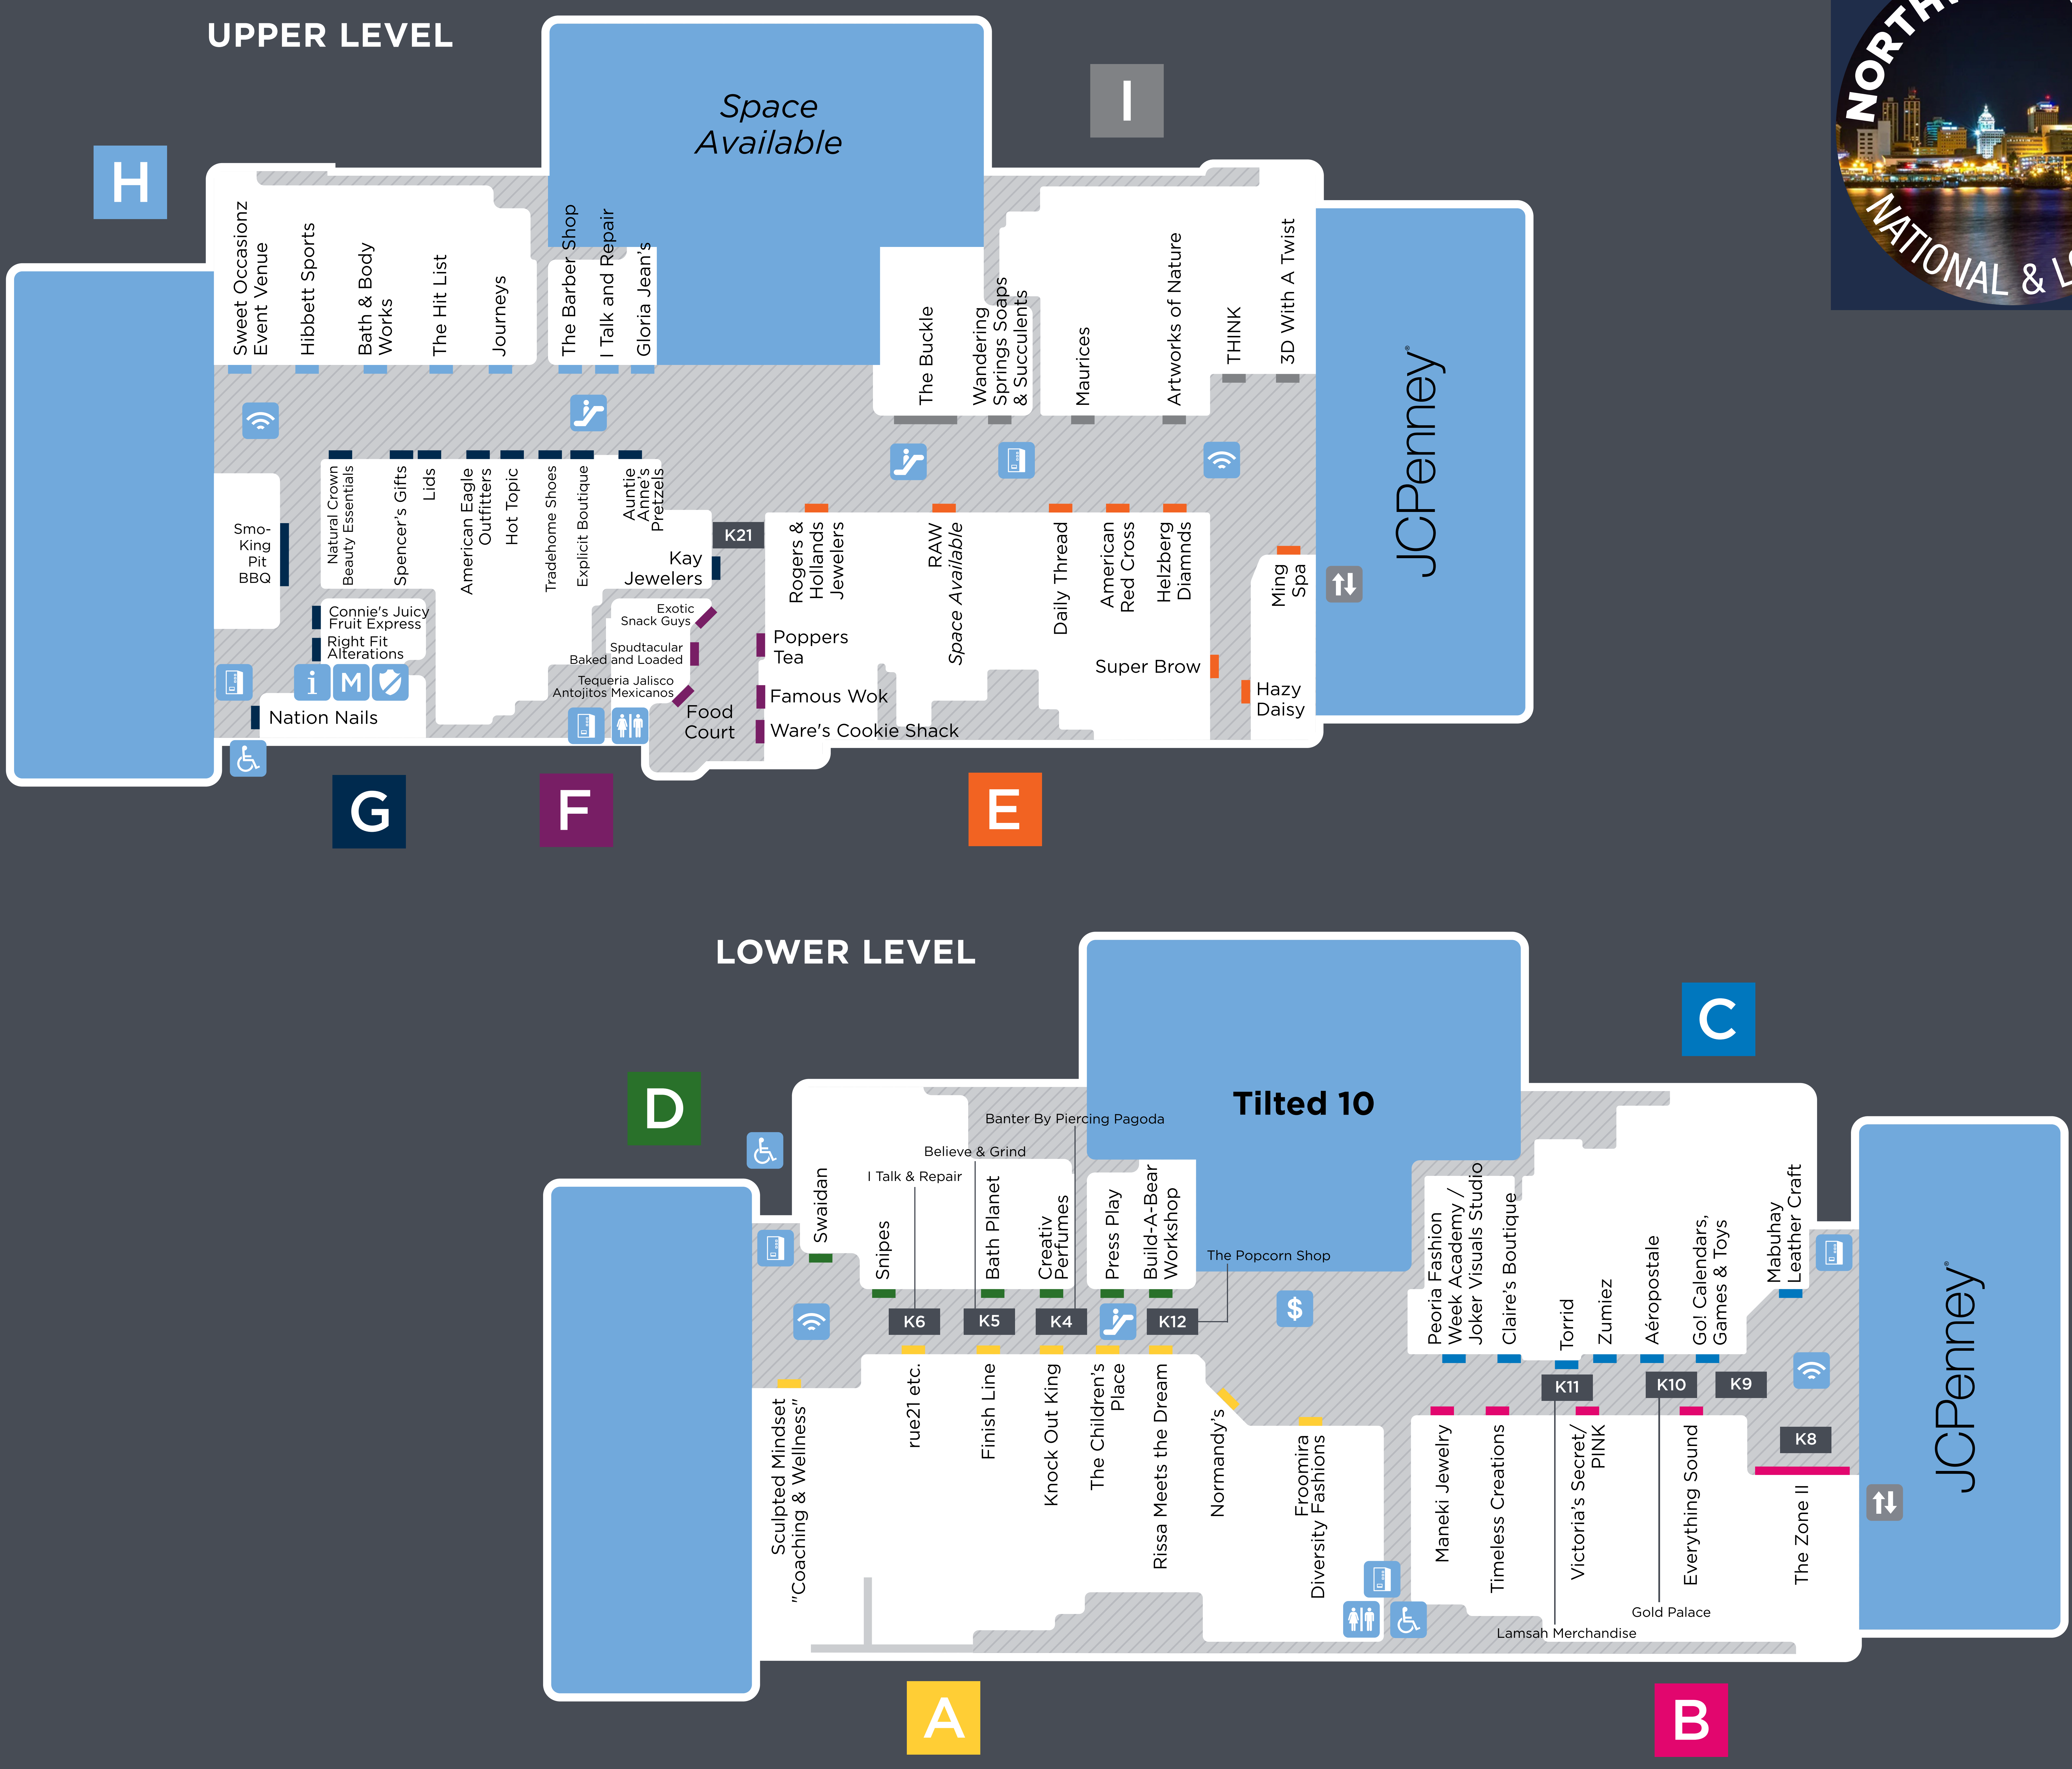 UPPER LEVEL
NATIONAL &
Space
Available
I
H
Sweet Occasionz
Event Venue
Hibbett Sports
Bath & Body
Works
The Hit List
Journeys
The Barber Shop
I Talk and Repair
Gloria Jean's
The Buckle
Wandering
Springs Soaps
& Succulents
Maurices
Artworks of Nature
THINK
3D With A Twist
JCPenney
Smo-
King
Pit
BBQ
Natural Crown
Beauty Essentials
Spencer's Gifts
Lids
American Eagle
Outfitters
Hot Topic
Tradehome Shoes
Explicit Boutique
Auntie
Anne's
Pretzels
Kay
Jewelers
K21
Rogers &
Hollands
Jewelers
RAW
Space Available
Daily Thread
American
Red Cross
Helzberg
Diamnds
Ming
Spa
Connie's Juicy
Fruit Express
Right Fit
Alterations
i
M
Nation Nails
Exotic
Snack Guys
Spudtacular
Baked and Loaded
Tequeria Jalisco
Antojitos Mexicanos
Food
Court
Poppers
Tea
Famous Wok
Ware's Cookie Shack
Super Brow
Hazy
Daisy
G
F
E
LOWER LEVEL
C
D
Tilted 10
Banter By Piercing Pagoda
Believe & Grind
I Talk & Repair
Swaidan
Snipes
Bath Planet
Creativ
Perfumes
Press Play
Build-A-Bear
Workshop
The Popcorn Shop
Peoria Fashion
Week Academy /
Joker Visuals Studio
Claire's Boutique
Torrid
Zumiez
Aéropostale
Go! Calendars,
Games & Toys
Mabuhay
Leather Craft
K6
K5
K4
K12
$
K11
K10
K9
K8
JCPenney
Sculpted Mindset
"Coaching & Wellness"
rue21 etc.
Finish Line
Knock Out King
The Children's
Place
Rissa Meets the Dream
Normandy's
Froomira
Diversity Fashions
Maneki Jewelry
Timeless Creations
Victoria's Secret/
PINK
Everything Sound
The Zone II
Gold Palace
Lamsah Merchandise
A
B